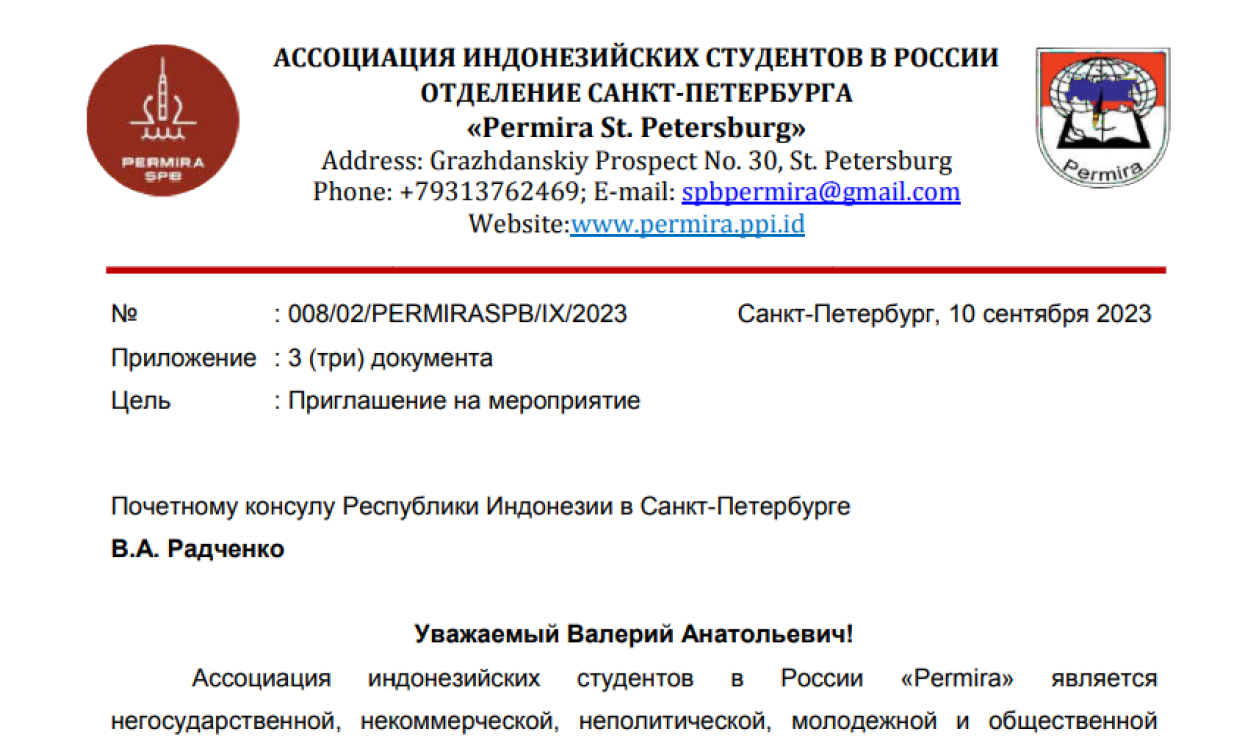 АССОЦИАЦИЯ ИНДОНЕЗИЙСКИХ СТУДЕНТОВ В РОССИИ
ОТДЕЛЕНИЕ САНКТ-ПЕТЕРБУРГА
«Permira St. Petersburg»
Address: Grazhdanskiy Prospect No. 30, St. Petersburg
Phone: +79313762469; E-mail: spbpermira@gmail.com
Website:www.permira.ppi.id
PERMIRA
SPB
Permira
№ : 008/02/PERMIRASPB/IX/2023 Санкт-Петербург, 10 сентября 2023
Приложение : 3 (три) документа
Цель : Приглашение на мероприятие
Почетному консулу Республики Индонезии в Санкт-Петербурге
В.А. Радченко
Уважаемый Валерий Анатольевич!
Ассоциация индонезийских студентов в России «Permira» является
негосударственной, некоммерческой, неполитической, молодежной и общественной